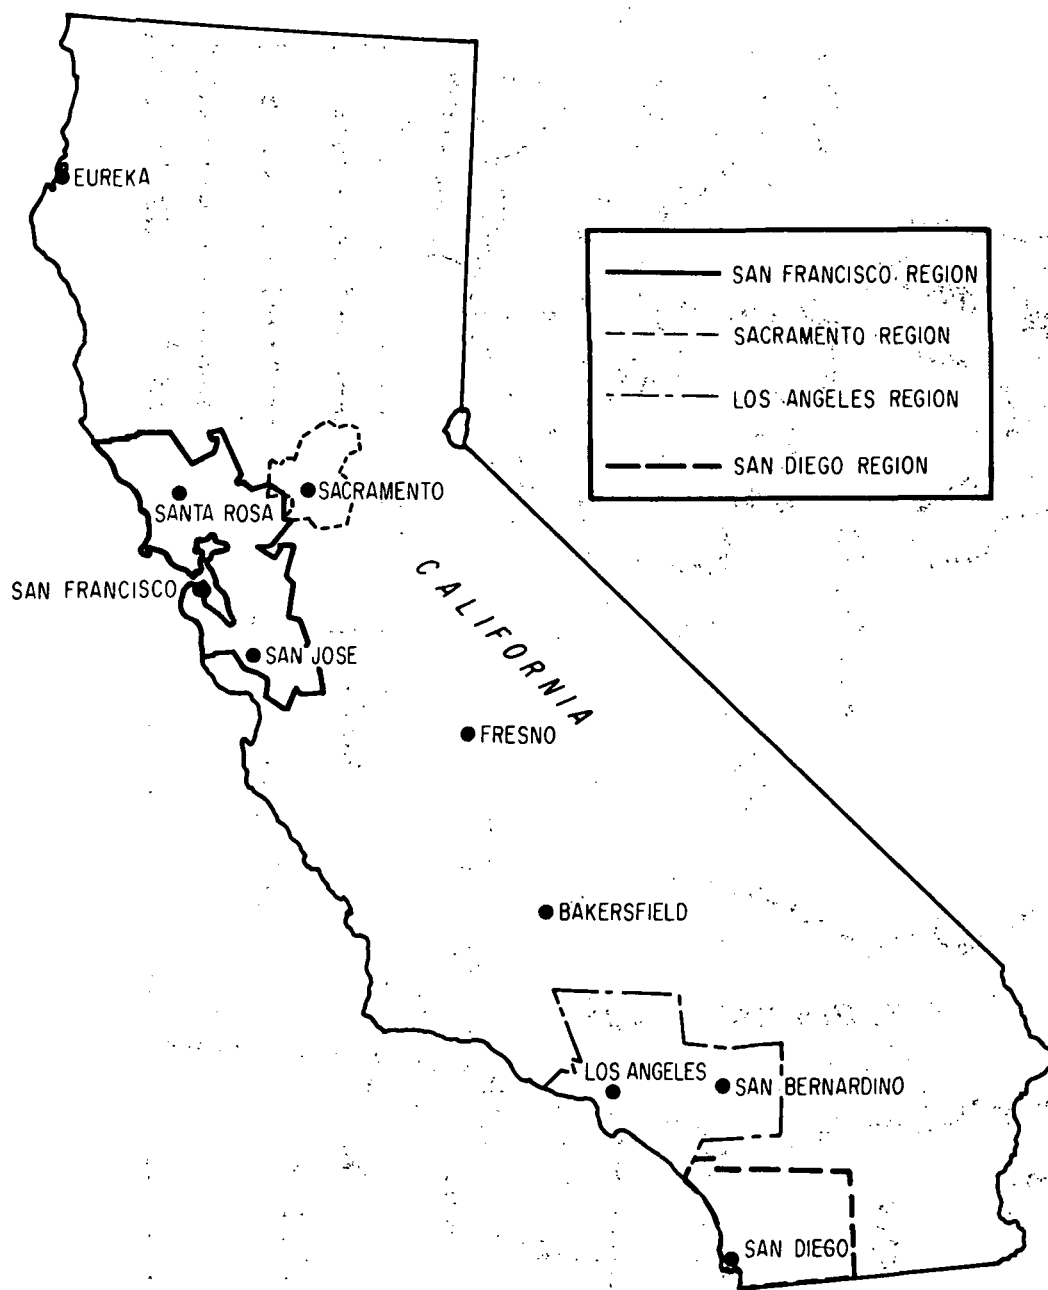 EUREKA
SAN FRANCISCO REGION
SACRAMENTO REGION
LOS ANGELES REGION
SAN DIEGO REGION
SACRAMENTO
SANTA ROSA
SAN FRANCISCO
SAN JOSE
CALIFORNIA
FRESNO
BAKERSFIELD
LOS ANGELES
SAN BERNARDINO
SAN DIEGO